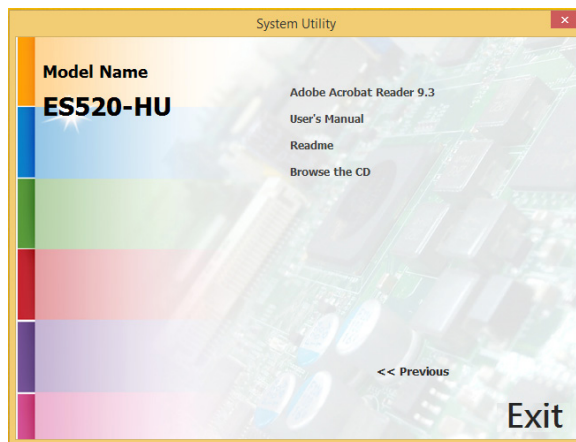 System Utility
Model Name
ES520-HU
Adobe Acrobat Reader 9.3
User's Manual
Readme
Browse the CD
<< Previous
Exit